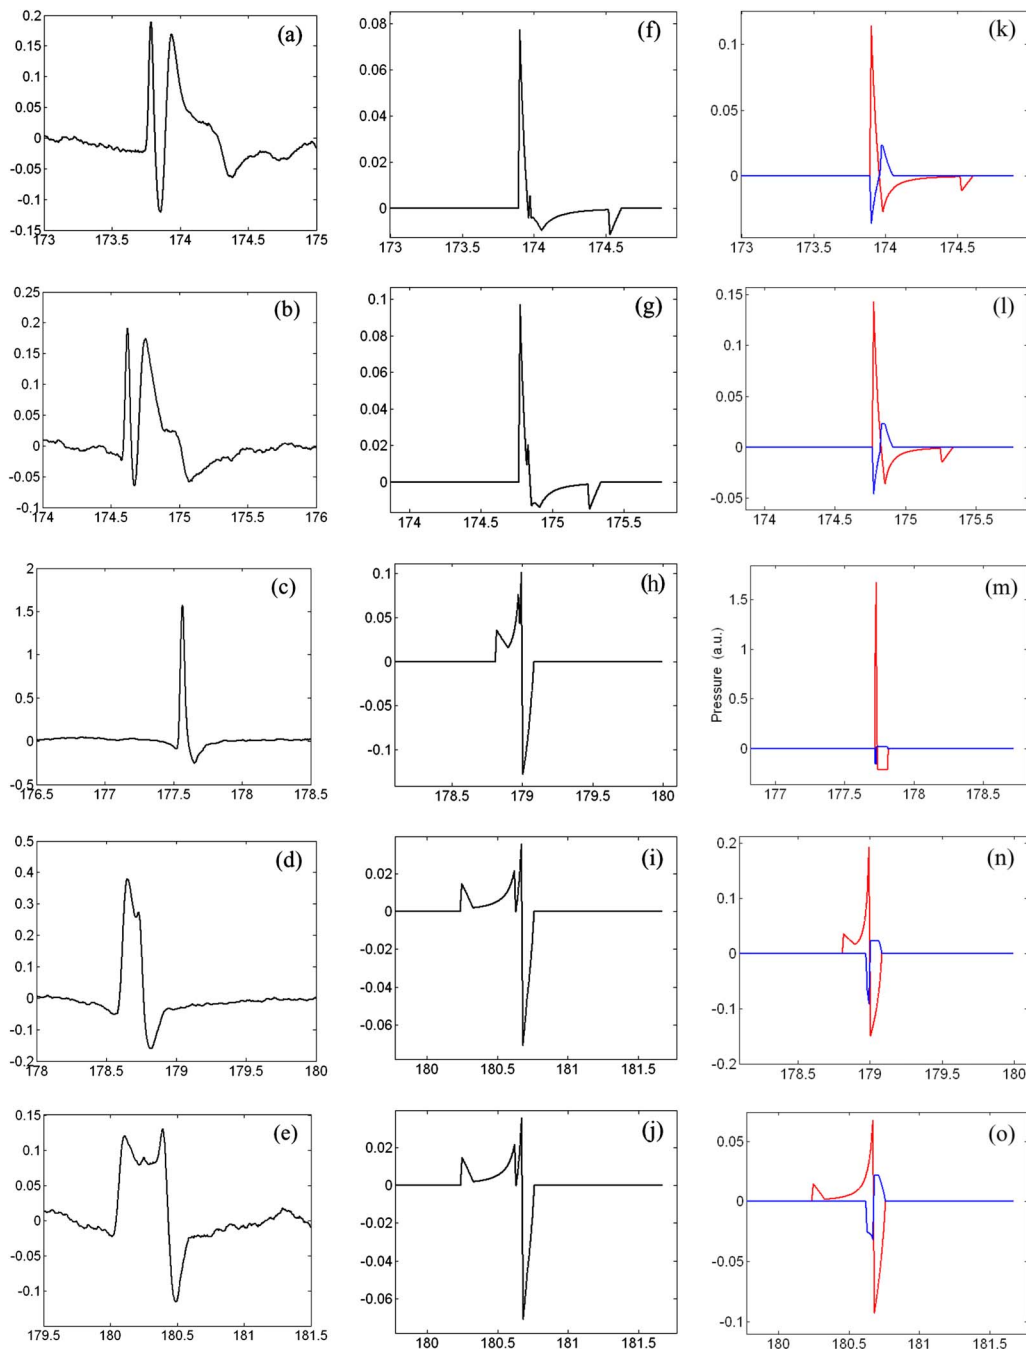 0.2
0.15
0.1
0.05
0
-0.05
-0.1
-0.15
173 173.5 174 174.5 175
(a)
0.08
0.06
0.04
0.02
0
173 173.5 174 174.5
(f)
0.1
0.05
0
173 173.5 174 174.5
(k)
0.25
0.2
0.15
0.1
0.05
0
-0.05
-0.1
174 174.5 175 175.5 176
(b)
0.1
0.08
0.06
0.04
0.02
0
174 174.5 175 175.5
(g)
0.15
0.1
0.05
0
-0.05
174 174.5 175 175.5
(l)
2
1.5
1
0.5
0
-0.5
176.5 177 177.5 178 178.5
(c)
0.1
0.05
0
-0.05
-0.1
178.5 179 179.5 180
(h)
Pressure (a.u.)
1.5
1
0.5
0
177 177.5 178 178.5
(m)
0.5
0.4
0.3
0.2
0.1
0
-0.1
-0.2
178 178.5 179 179.5 180
(d)
0.02
0
-0.02
-0.04
-0.06
180 180.5 181 181.5
(i)
0.2
0.1
0
-0.1
-0.2
178.5 179 179.5 180
(n)
0.15
0.1
0.05
0
-0.05
-0.1
179.5 180 180.5 181 181.5
(e)
0.02
0
-0.02
-0.04
-0.06
180 180.5 181 181.5
(j)
0.05
0
-0.05
-0.1
180 180.5 181 181.5
(o)